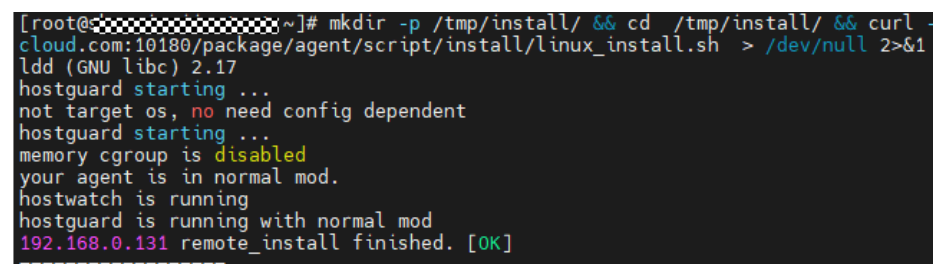 [root@s ~]# mkdir -p /tmp/install/ && cd  /tmp/install/ && curl -
cloud.com:10180/package/agent/script/install/linux_install.sh  > /dev/null 2>&1
ldd (GNU libc) 2.17
hostguard starting ...
not target os, no need config dependent
hostguard starting ...
memory cgroup is disabled
your agent is in normal mod.
hostwatch is running
hostguard is running with normal mod
192.168.0.131 remote_install finished. [OK]